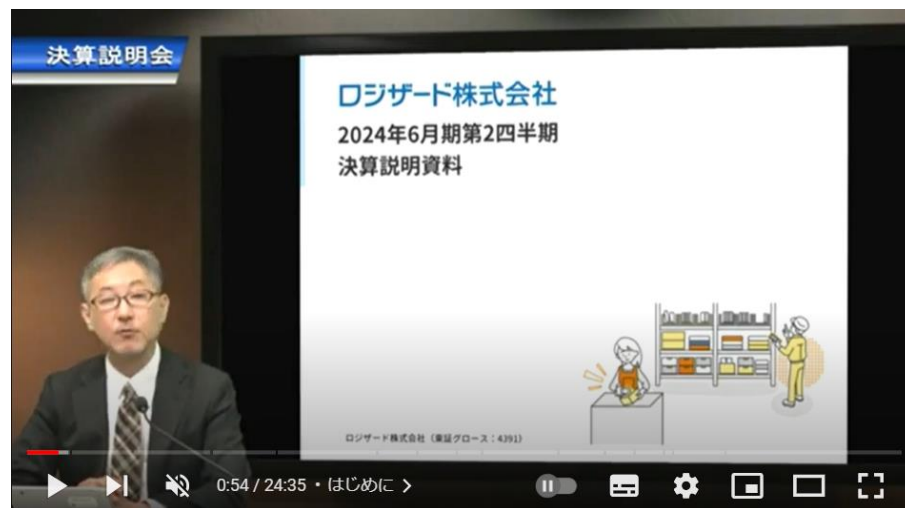 決算説明会
ロジザード株式会社
2024年6月期第2四半期
決算説明資料
ロジザード株式会社（東証グロース：4391）
0:54 / 24:35 • はじめに